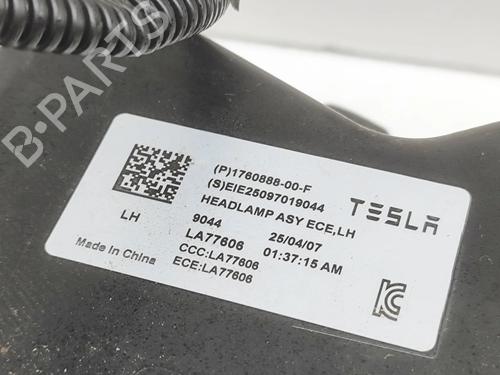 B-PARTS
(P)1760888-00-F
(S)EIE25097019044
HEADLAMP ASY ECE,LH
TESLA
LH
9044 25/04/07
LA77606 01:37:15 AM
Made In China
CCC:LA77606
ECE:LA77606